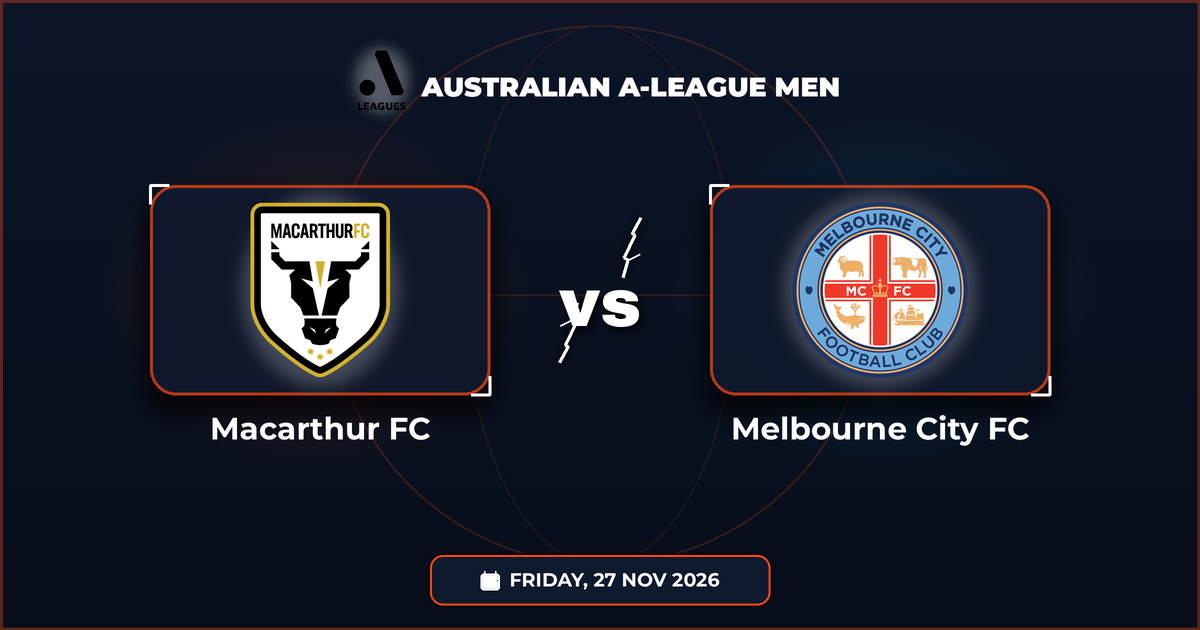 LEAGUES
AUSTRALIAN A-LEAGUE MEN
MACARTHURFC
VS
MELBOURNE CITY
MC FC
FOOTBALL CLUB
Macarthur FC
Melbourne City FC
FRIDAY, 27 NOV 2026